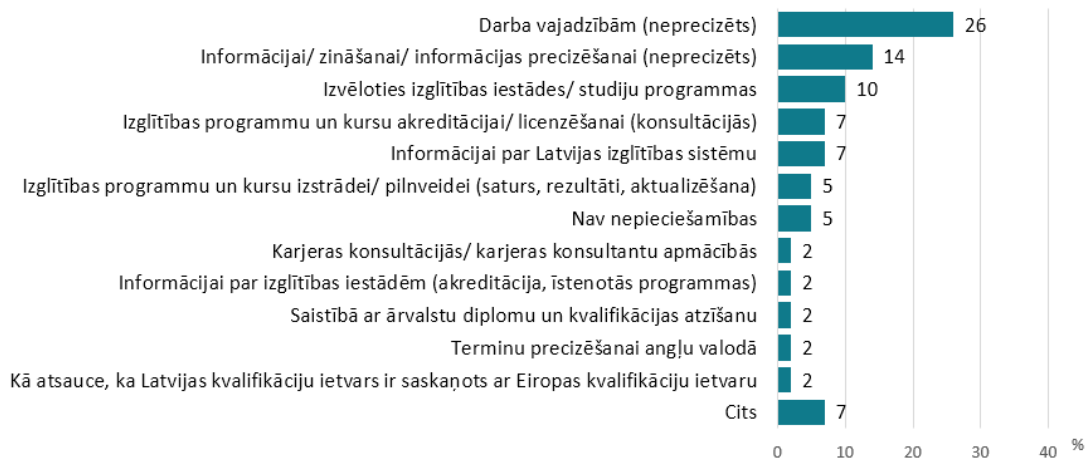 Darba vajadzībām (neprecizēts) 26
Informācijai/ zināšanai/ informācijas precizēšanai (neprecizēts) 14
Izvēloties izglītības iestādes/ studiju programmas 10
Izglītības programmu un kursu akreditācijai/ licenzēšanai (konsultācijās) 7
Informācijai par Latvijas izglītības sistēmu 7
Izglītības programmu un kursu izstrādei/ pilnveidei (saturs, rezultāti, aktualizēšana) 5
Nav nepieciešamības 5
Karjeras konsultācijās/ karjeras konsultantu apmācībās 2
Informācijai par izglītības iestādēm (akreditācija, īstenotās programmas) 2
Saistībā ar ārvalstu diplomu un kvalifikācijas atzīšanu 2
Terminu precizēšanai angļu valodā 2
Kā atsauce, ka Latvijas kvalifikāciju ietvars ir saskaņots ar Eiropas kvalifikāciju ietvaru 2
Cits 7
0 10 20 30 40 %